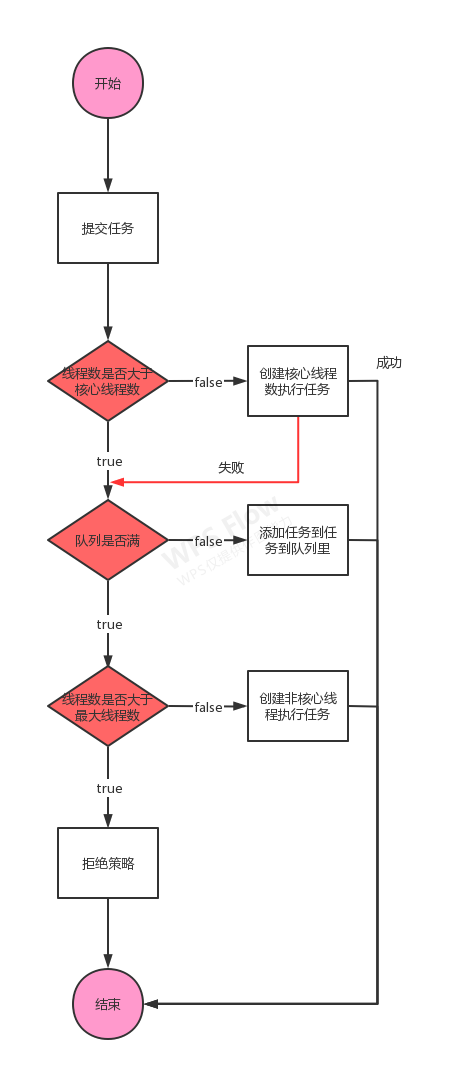 开始
提交任务
线程数是否大于
核心线程数
false
创建核心线程
数执行任务
成功
true
失败
队列是否满
false
添加任务到任
务到队列里
WPS Flow
true
线程数是否大于
最大线程数
false
创建非核心线
程执行任务
true
拒绝策略
结束